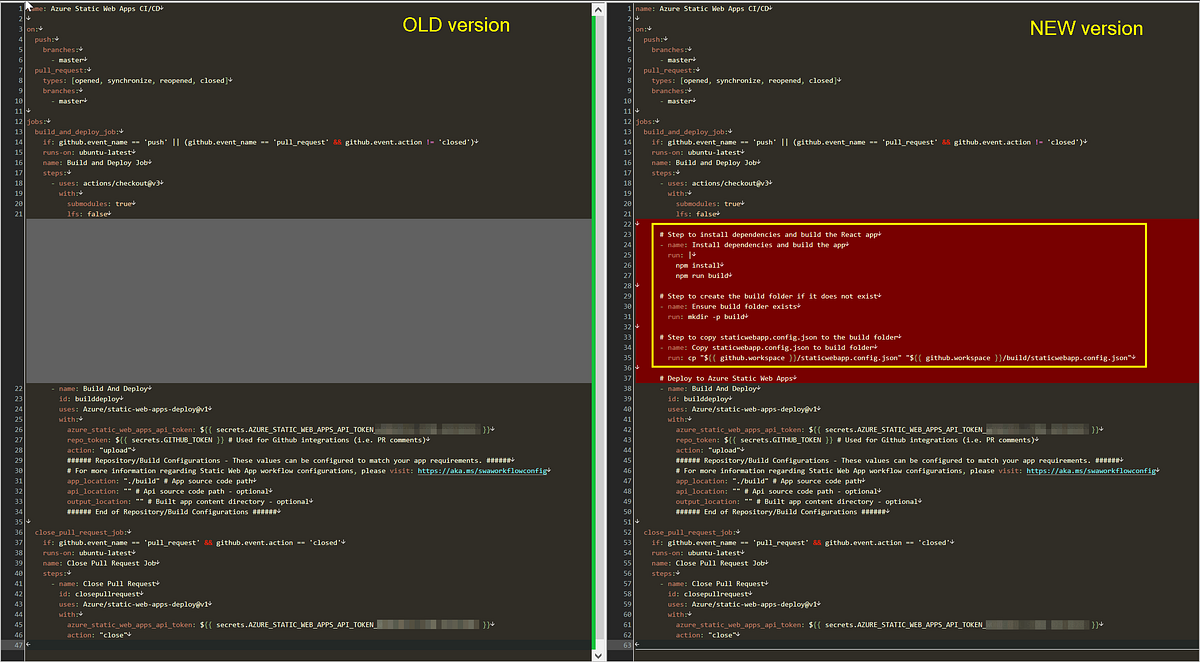 OLD version
1 name: Azure Static Web Apps CI/CD
2
3 on:
4 push:
5 branches:
6 - master
7 pull_request:
8 types: [opened, synchronize, reopened, closed]
9 branches:
10 - master
11
12 jobs:
13 build_and_deploy_job:
14 if: github.event_name == 'push' || (github.event_name == 'pull_request' && github.event.action != 'closed')
15 runs-on: ubuntu-latest
16 name: Build and Deploy Job
17 steps:
18 - uses: actions/checkout@v3
19 with:
20 submodules: true
21 lfs: false
22 - name: Build And Deploy
23 id: builddeploy
24 uses: Azure/static-web-apps-deploy@v1
25 with:
26 azure_static_web_apps_api_token: ${{ secrets.AZURE_STATIC_WEB_APPS_API_TOKEN_ }}
27 repo_token: ${{ secrets.GITHUB_TOKEN }} # Used for Github integrations (i.e. PR comments)
28 action: "upload"
29 ###### Repository/Build Configurations - These values can be configured to match your app requirements. ######
30 # For more information regarding Static Web App workflow configurations, please visit: https://aka.ms/swaworkflowconfig
31 app_location: "./build" # App source code path
32 api_location: "" # Api source code path - optional
33 output_location: "" # Built app content directory - optional
34 ###### End of Repository/Build Configurations ######
35
36 close_pull_request_job:
37 if: github.event_name == 'pull_request' && github.event.action == 'closed'
38 runs-on: ubuntu-latest
39 name: Close Pull Request Job
40 steps:
41 - name: Close Pull Request
42 id: closepullrequest
43 uses: Azure/static-web-apps-deploy@v1
44 with:
45 azure_static_web_apps_api_token: ${{ secrets.AZURE_STATIC_WEB_APPS_API_TOKEN_ }}
46 action: "close"
47
NEW version
1 name: Azure Static Web Apps CI/CD
2
3 on:
4 push:
5 branches:
6 - master
7 pull_request:
8 types: [opened, synchronize, reopened, closed]
9 branches:
10 - master
11
12 jobs:
13 build_and_deploy_job:
14 if: github.event_name == 'push' || (github.event_name == 'pull_request' && github.event.action != 'closed')
15 runs-on: ubuntu-latest
16 name: Build and Deploy Job
17 steps:
18 - uses: actions/checkout@v3
19 with:
20 submodules: true
21 lfs: false
22
23 # Step to install dependencies and build the React app
24 - name: Install dependencies and build the app
25 run: |
26 npm install
27 npm run build
28
29 # Step to create the build folder if it does not exist
30 - name: Ensure build folder exists
31 run: mkdir -p build
32
33 # Step to copy staticwebapp.config.json to the build folder
34 - name: Copy staticwebapp.config.json to build folder
35 run: cp "${{ github.workspace }}/staticwebapp.config.json" "${{ github.workspace }}/build/staticwebapp.config.json"
36
37 # Deploy to Azure Static Web Apps
38 - name: Build And Deploy
39 id: builddeploy
40 uses: Azure/static-web-apps-deploy@v1
41 with:
42 azure_static_web_apps_api_token: ${{ secrets.AZURE_STATIC_WEB_APPS_API_TOKEN_ }}
43 repo_token: ${{ secrets.GITHUB_TOKEN }} # Used for Github integrations (i.e. PR comments)
44 action: "upload"
45 ###### Repository/Build Configurations - These values can be configured to match your app requirements. ######
46 # For more information regarding Static Web App workflow configurations, please visit: https://aka.ms/swaworkflowconfig
47 app_location: "./build" # App source code path
48 api_location: "" # Api source code path - optional
49 output_location: "" # Built app content directory - optional
50 ###### End of Repository/Build Configurations ######
51
52 close_pull_request_job:
53 if: github.event_name == 'pull_request' && github.event.action == 'closed'
54 runs-on: ubuntu-latest
55 name: Close Pull Request Job
56 steps:
57 - name: Close Pull Request
58 id: closepullrequest
59 uses: Azure/static-web-apps-deploy@v1
60 with:
61 azure_static_web_apps_api_token: ${{ secrets.AZURE_STATIC_WEB_APPS_API_TOKEN_ }}
62 action: "close"
63